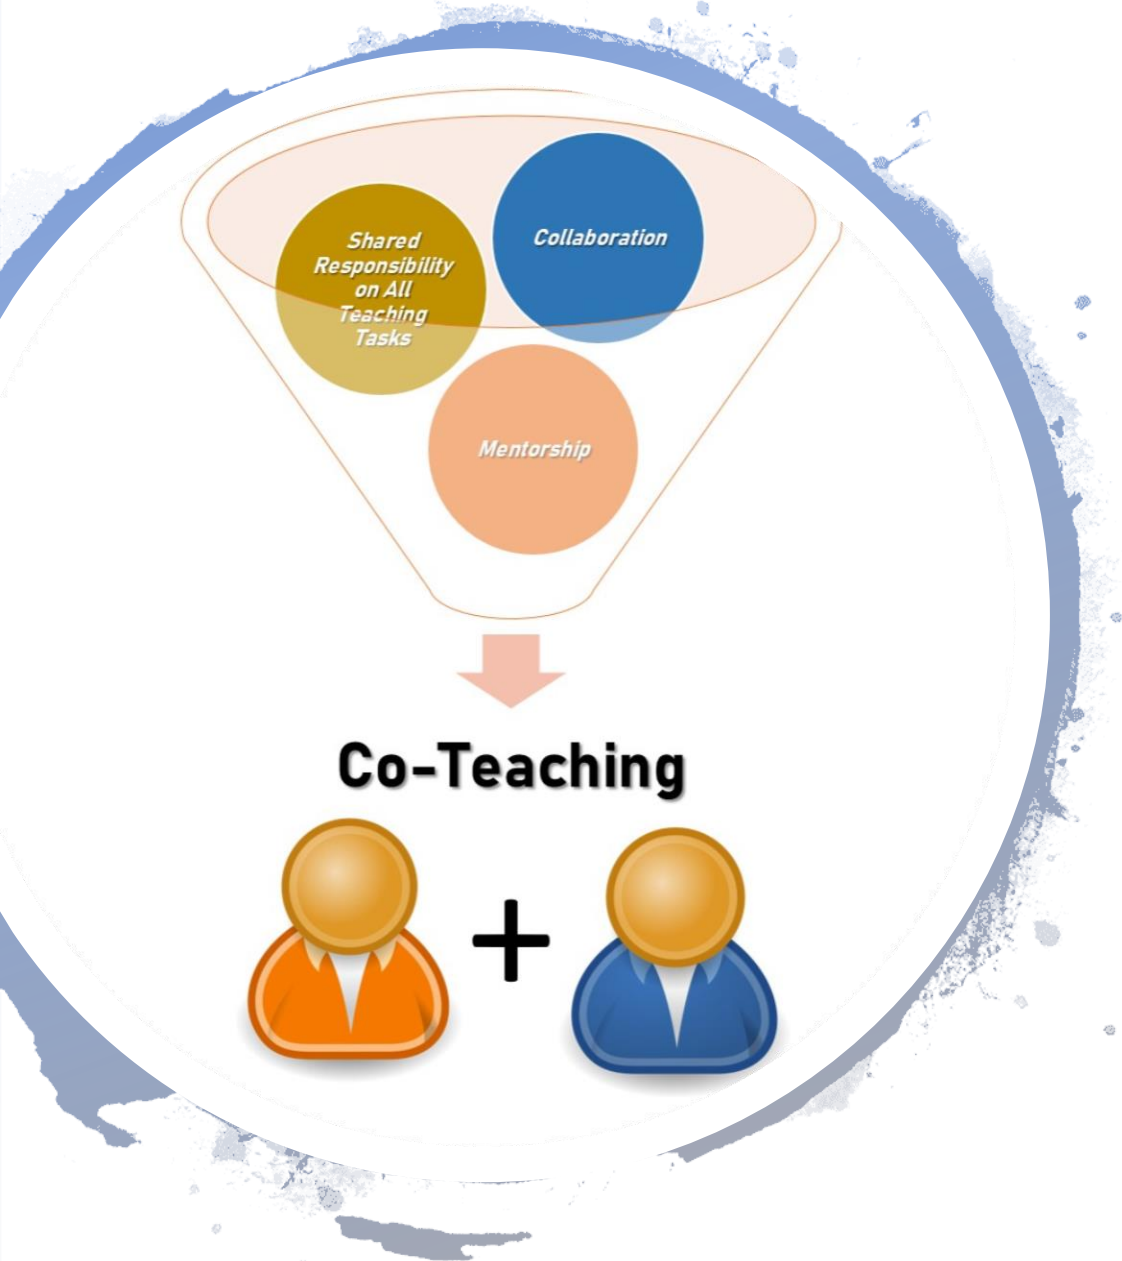 Collaboration
Shared
Responsibility
on All
Teaching
Tasks
Mentorship
Co-Teaching
+